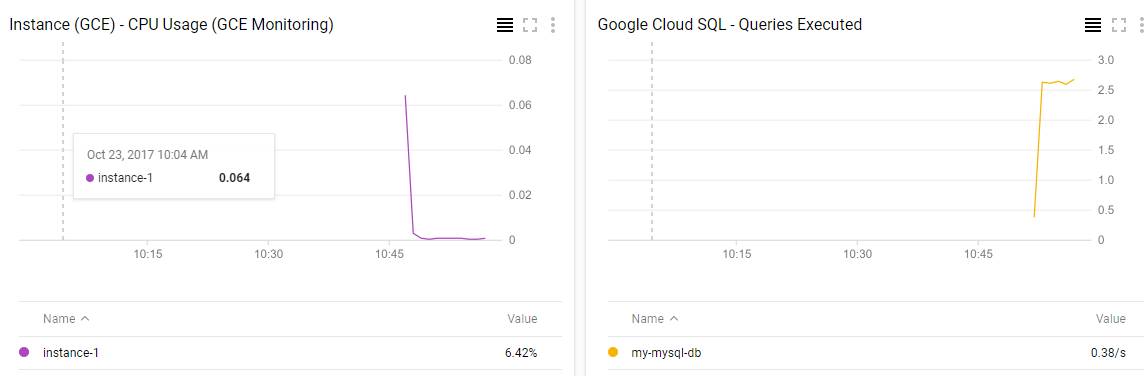 Instance (GCE) - CPU Usage (GCE Monitoring)
0.08
0.06
0.04
0.02
0
Oct 23, 2017 10:04 AM
instance-1 0.064
10:15 10:30 10:45
Name Value
instance-1 6.42%
Google Cloud SQL - Queries Executed
3.0
2.5
2.0
1.5
1.0
0.5
0
10:15 10:30 10:45
Name Value
my-mysql-db 0.38/s